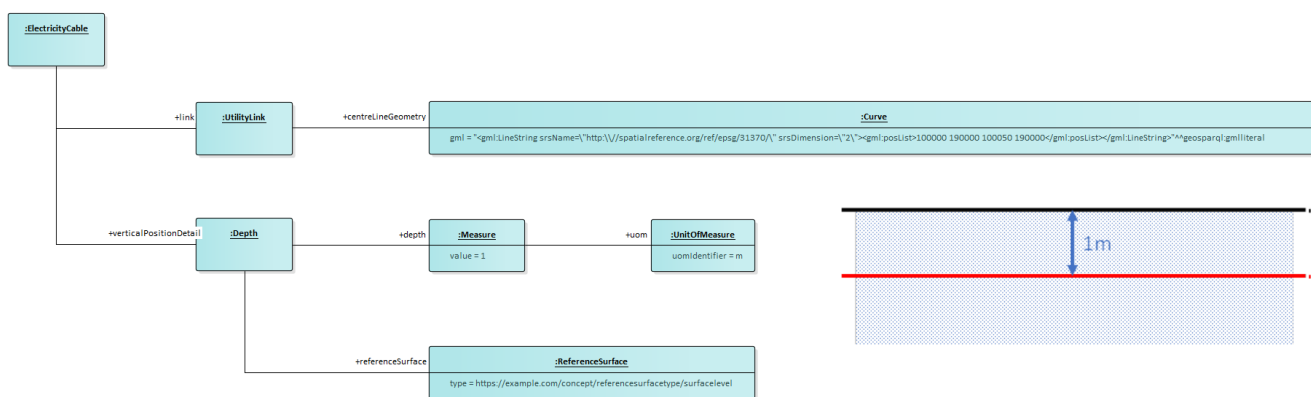 :ElectricityCable
+link
:UtilityLink
+centreLineGeometry
:Curve
gml = "<gml:LineString srsName=\"http:\\//spatialreference.org/ref/epsg/31370/\" srsDimension=\"2\"><gml:posList>100000 190000 100050 190000</gml:posList></gml:LineString>"^^geosparql:gmlliteral
+verticalPositionDetail
:Depth
+depth
:Measure
value = 1
+uom
:UnitOfMeasure
uomIdentifier = m
1m
+referenceSurface
:ReferenceSurface
type = https://example.com/concept/referencesurfacetype/surfacelevel